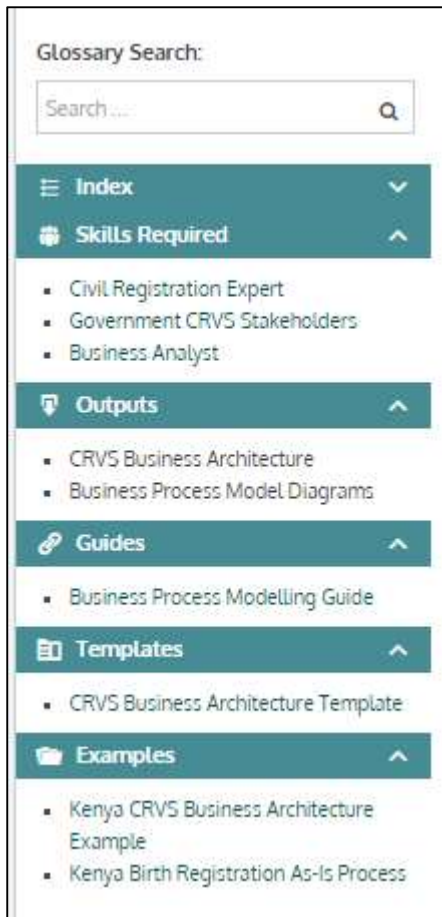 Glossary Search:
Search ...
Index
Skills Required
Civil Registration Expert
Government CRVS Stakeholders
Business Analyst
Outputs
CRVS Business Architecture
Business Process Model Diagrams
Guides
Business Process Modelling Guide
Templates
CRVS Business Architecture Template
Examples
Kenya CRVS Business Architecture
Example
Kenya Birth Registration As-Is Process